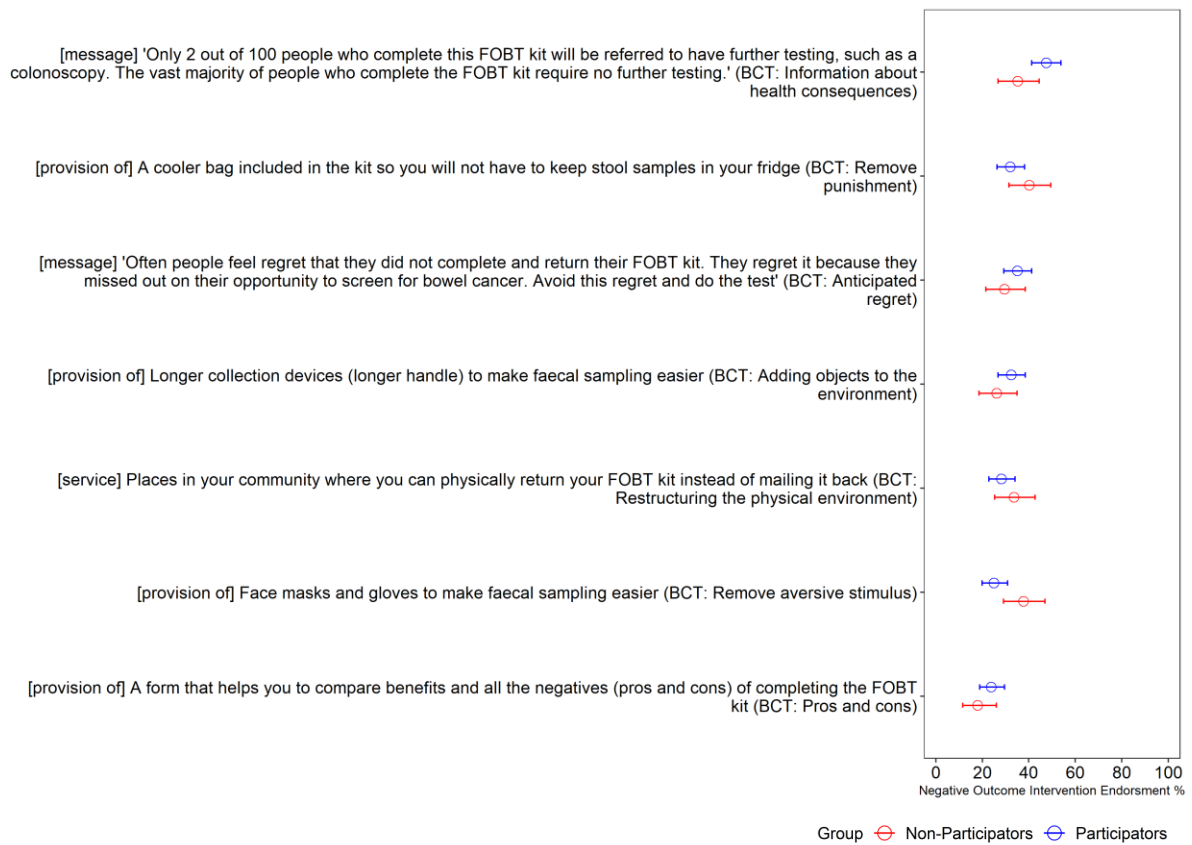 [message] 'Only 2 out of 100 people who complete this FOBT kit will be referred to have further testing, such as a
colonoscopy. The vast majority of people who complete the FOBT kit require no further testing.' (BCT: Information about
health consequences)
[provision of] A cooler bag included in the kit so you will not have to keep stool samples in your fridge (BCT: Remove
punishment)
[message] 'Often people feel regret that they did not complete and return their FOBT kit. They regret it because they
missed out on their opportunity to screen for bowel cancer. Avoid this regret and do the test' (BCT: Anticipated
regret)
[provision of] Longer collection devices (longer handle) to make faecal sampling easier (BCT: Adding objects to the
environment)
[service] Places in your community where you can physically return your FOBT kit instead of mailing it back (BCT:
Restructuring the physical environment)
[provision of] Face masks and gloves to make faecal sampling easier (BCT: Remove aversive stimulus)
[provision of] A form that helps you to compare benefits and all the negatives (pros and cons) of completing the FOBT
kit (BCT: Pros and cons)
0 20 40 60 80 100
Negative Outcome Intervention Endorsment %
Group Non-Participators Participators